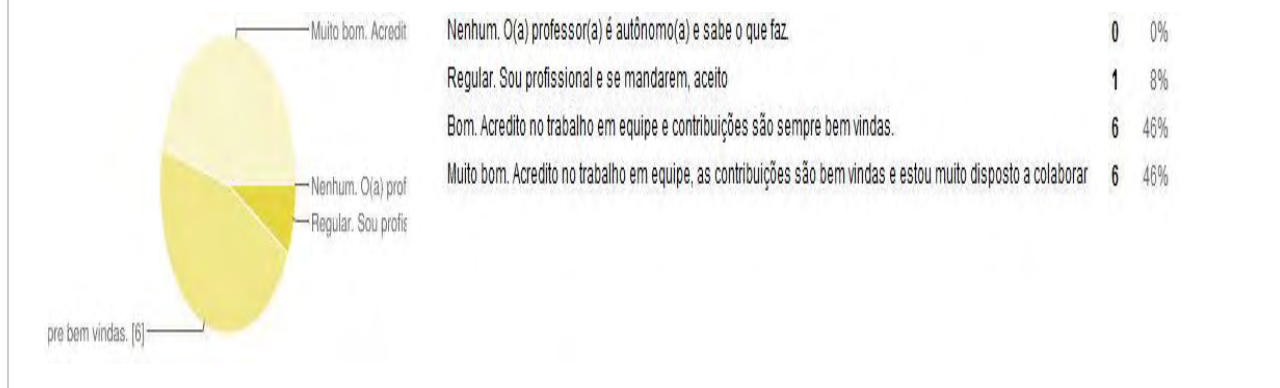 Muito bom. Acredit
Nenhum. O(a) prof
Regular. Sou profis
pre bem vindas. [6]
Nenhum. O(a) professor(a) é autônomo(a) e sabe o que faz. 0 0%
Regular. Sou profissional e se mandarem, aceito 1 8%
Bom. Acredito no trabalho em equipe e contribuições são sempre bem vindas. 6 46%
Muito bom. Acredito no trabalho em equipe, as contribuições são bem vindas e estou muito disposto a colaborar 6 46%